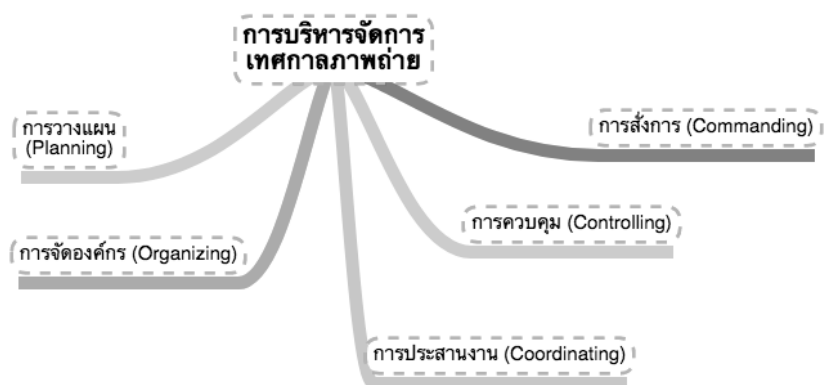 การบริหารจัดการ
เทศกาลภาพถ่าย
การวางแผน
(Planning)
การสั่งการ (Commanding)
การควบคุม (Controlling)
การจัดองค์กร (Organizing)
การประสานงาน (Coordinating)